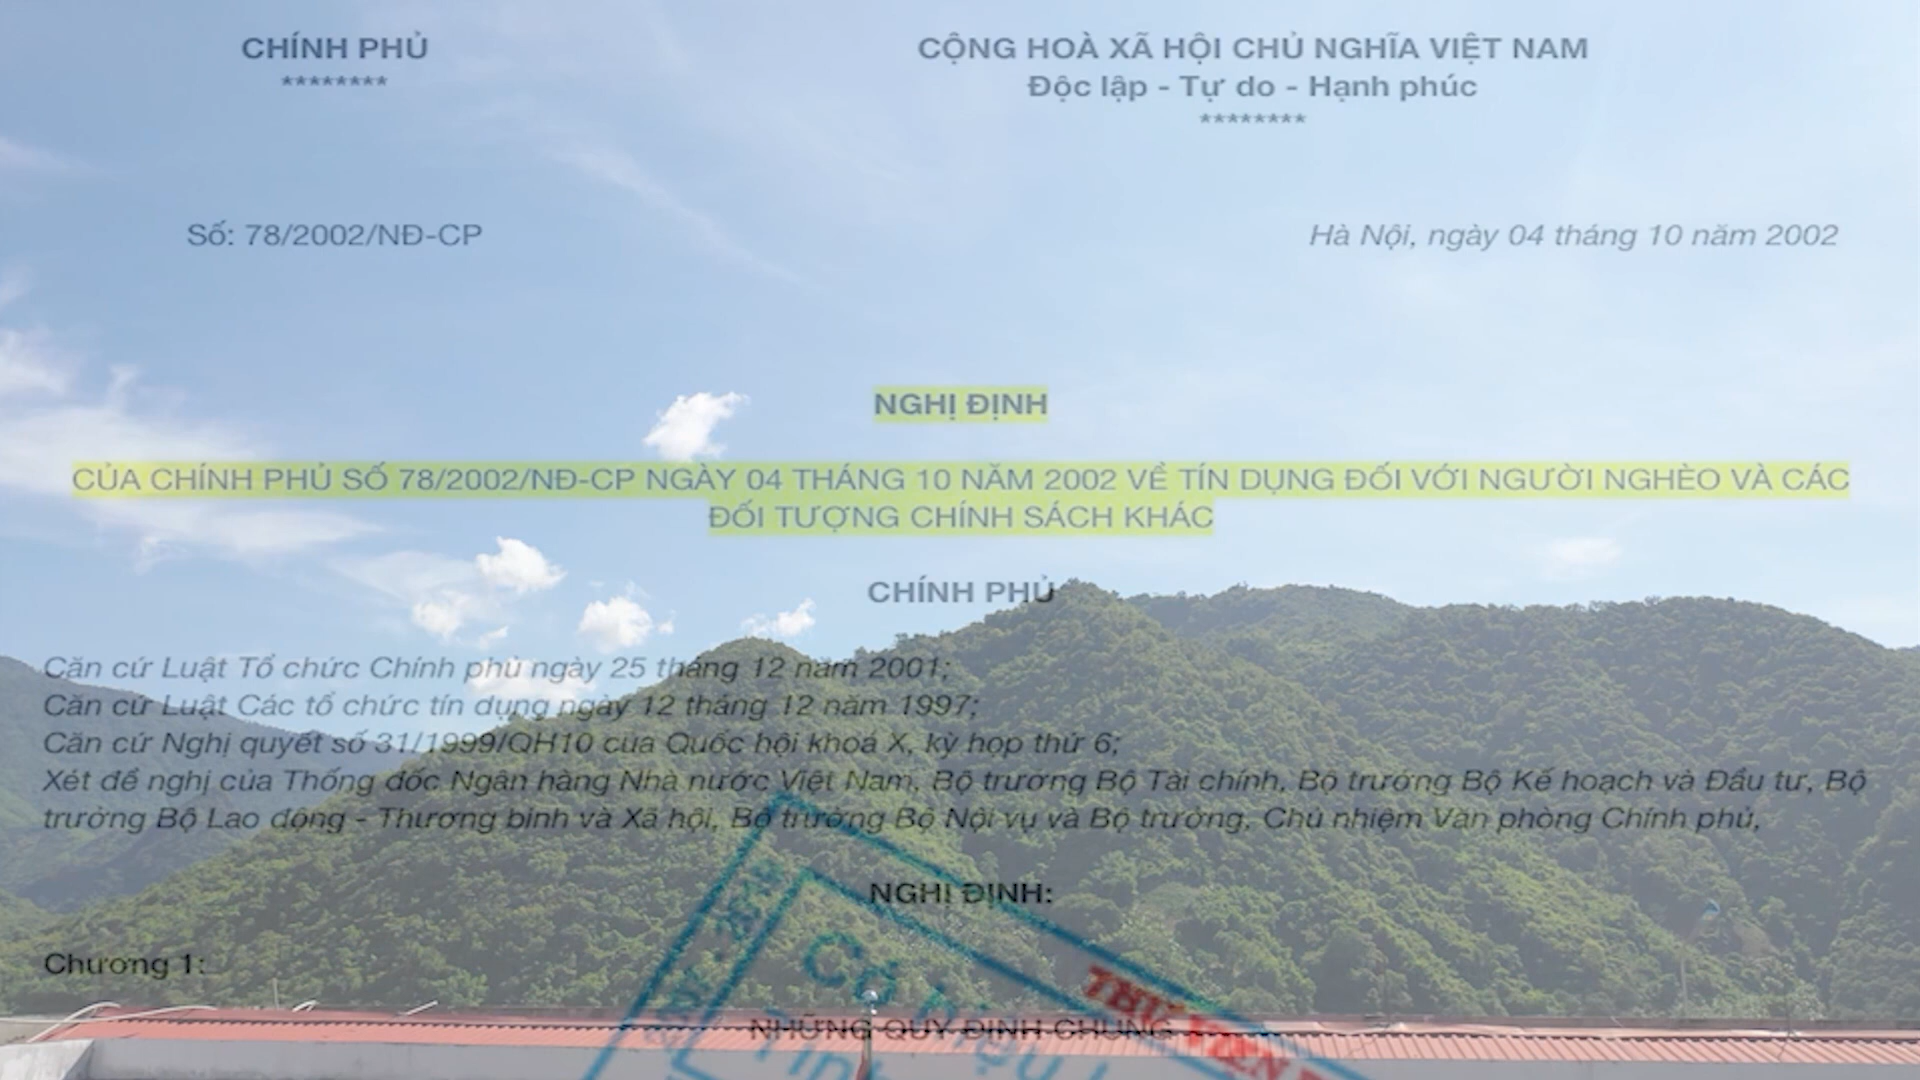 CHÍNH PHỦ
********
CỘNG HOÀ XÃ HỘI CHỦ NGHĨA VIỆT NAM
Độc lập - Tự do - Hạnh phúc
********
Số: 78/2002/NĐ-CP
Hà Nội, ngày 04 tháng 10 năm 2002
NGHỊ ĐỊNH
CỦA CHÍNH PHỦ SỐ 78/2002/NĐ-CP NGÀY 04 THÁNG 10 NĂM 2002 VỀ TÍN DỤNG ĐỐI VỚI NGƯỜI NGHÈO VÀ CÁC
ĐỐI TƯỢNG CHÍNH SÁCH KHÁC
CHÍNH PHỦ
Căn cứ Luật Tổ chức Chính phủ ngày 25 tháng 12 năm 2001;
Căn cứ Luật Các tổ chức tín dụng ngày 12 tháng 12 năm 1997;
Căn cứ Nghị quyết số 31/1999/QH10 của Quốc hội khoá X, kỳ họp thứ 6;
Xét đề nghị của Thống đốc Ngân hàng Nhà nước Việt Nam, Bộ trưởng Bộ Tài chính, Bộ trưởng Bộ Kế hoạch và Đầu tư, Bộ
trưởng Bộ Lao động - Thương binh và Xã hội, Bộ trưởng Bộ Nội vụ và Bộ trưởng, Chủ nhiệm Văn phòng Chính phủ,
NGHỊ ĐỊNH:
Chương 1:
NHỮNG QUY ĐỊNH CHUNG
Có hiệu
THƯ